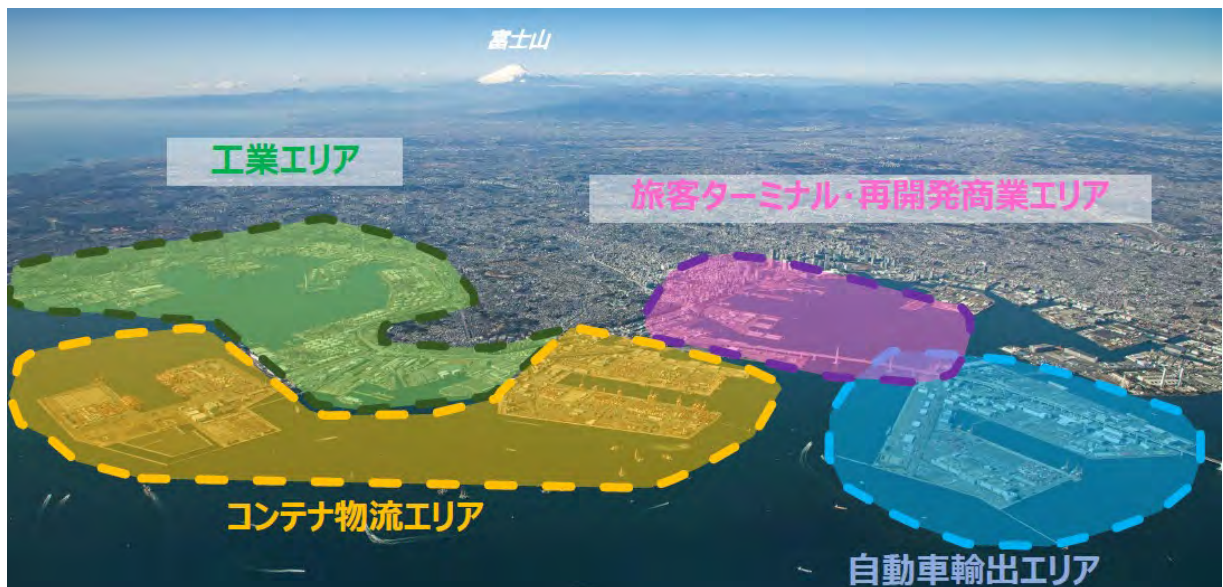 富士山
工業エリア
旅客ターミナル・再開発商業エリア
コンテナ物流エリア
自動車輸出エリア